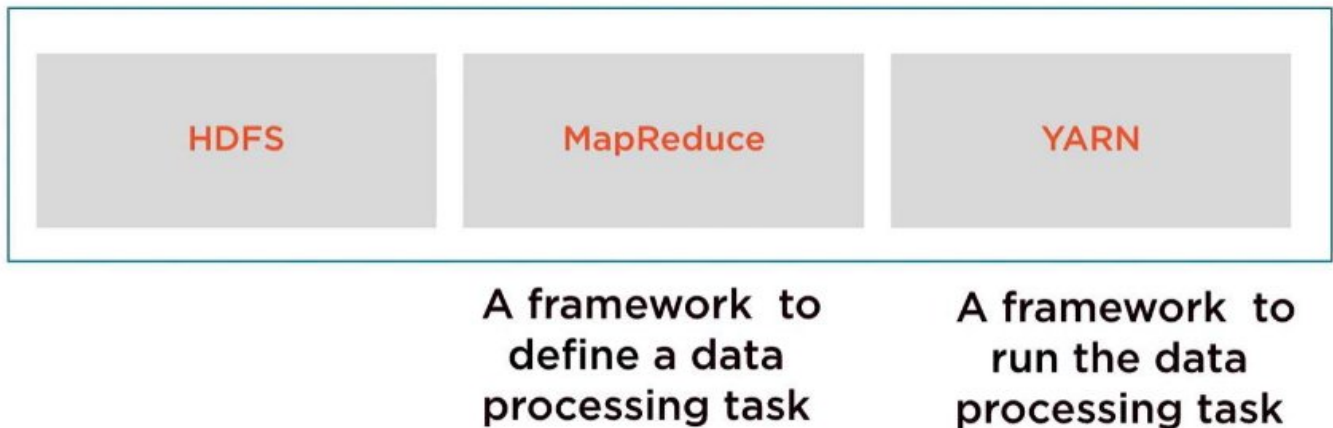 HDFS
MapReduce
YARN
A framework to
define a data
processing task
A framework to
run the data
processing task